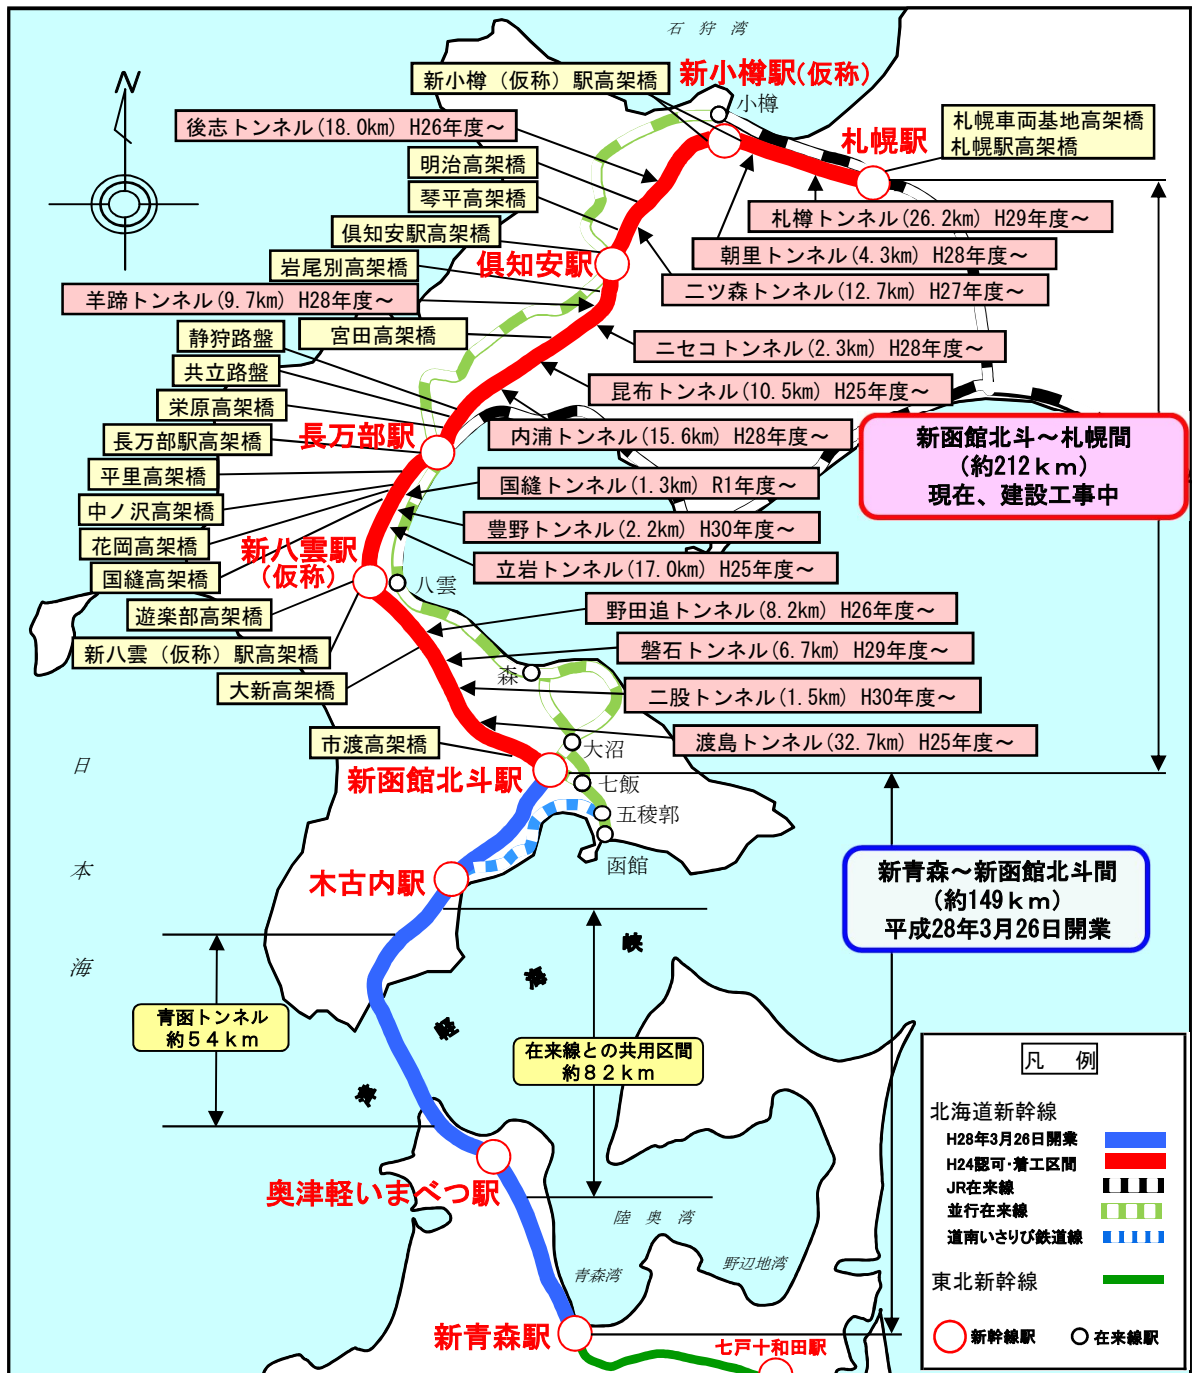 石 狩 湾
N
新小樽(仮称)駅高架橋
新小樽駅(仮称)
小樽
後志トンネル(18.0km) H26年度～
札幌駅
札幌車両基地高架橋
札幌駅高架橋
明治高架橋
琴平高架橋
札樽トンネル(26.2km) H29年度～
倶知安駅高架橋
朝里トンネル(4.3km) H28年度～
岩尾別高架橋
倶知安駅
二ツ森トンネル(12.7km) H27年度～
羊蹄トンネル(9.7km) H28年度～
宮田高架橋
静狩路盤
ニセコトンネル(2.3km) H28年度～
共立路盤
昆布トンネル(10.5km) H25年度～
栄原高架橋
長万部駅
長万部駅高架橋
内浦トンネル(15.6km) H28年度～
新函館北斗～札幌間
(約212ｋｍ)
現在、建設工事中
平里高架橋
国縫トンネル(1.3km) R1年度～
中ノ沢高架橋
豊野トンネル(2.2km) H30年度～
花岡高架橋
新八雲駅
(仮称)
国縫高架橋
立岩トンネル(17.0km) H25年度～
八雲
遊楽部高架橋
野田追トンネル(8.2km) H26年度～
新八雲(仮称)駅高架橋
磐石トンネル(6.7km) H29年度～
森
大新高架橋
二股トンネル(1.5km) H30年度～
市渡高架橋
渡島トンネル(32.7km) H25年度～
大沼
新函館北斗駅
七飯
五稜郭
函館
木古内駅
新青森～新函館北斗間
(約149ｋｍ)
平成28年3月26日開業
日
本
海
青函トンネル
約５４ｋｍ
在来線との共用区間
約８２ｋｍ
津
軽
海
峡
奥津軽いまべつ駅
陸 奥 湾
青森湾
野辺地湾
新青森駅
七戸十和田駅
凡 例
北海道新幹線
H28年3月26日開業
H24認可・着工区間
JR在来線
並行在来線
道南いさりび鉄道線
東北新幹線
新幹線駅
在来線駅